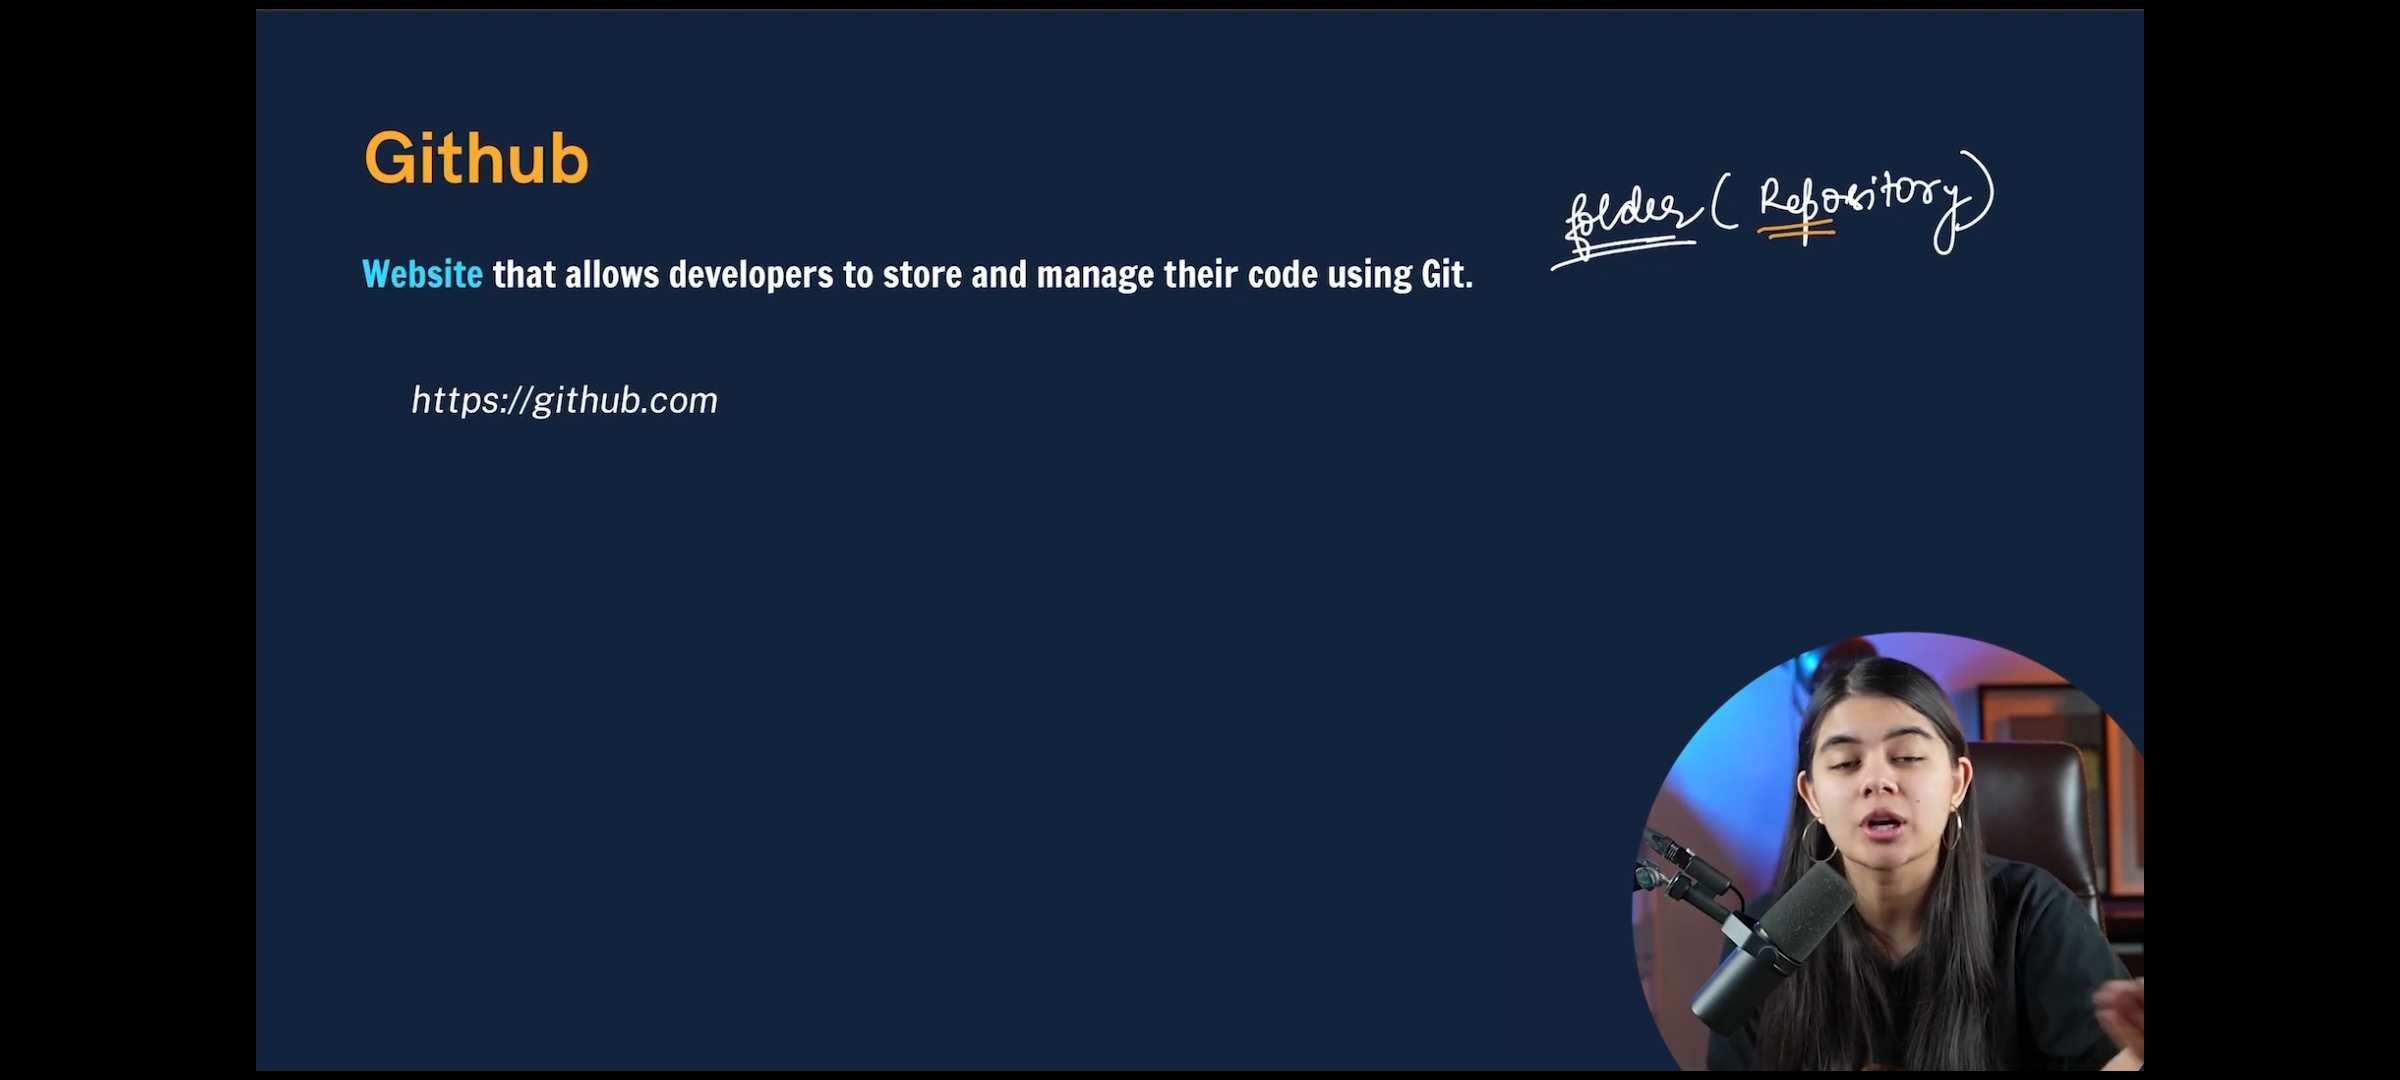 Github
folder (Repository)
Website that allows developers to store and manage their code using Git.
https://github.com